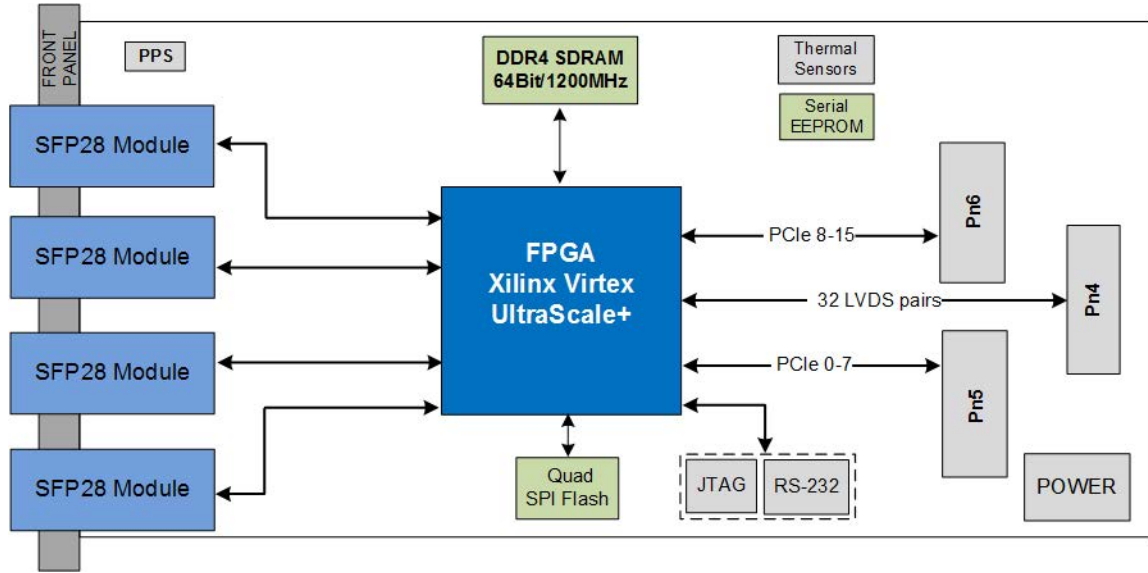 FRONT
PANEL
PPS
DDR4 SDRAM
64Bit/1200MHz
Thermal
Sensors
Serial
EEPROM
SFP28 Module
SFP28 Module
SFP28 Module
SFP28 Module
FPGA
Xilinx Virtex
UltraScale+
PCIe 8-15
Pn6
32 LVDS pairs
Pn4
PCIe 0-7
Pn5
Quad
SPI Flash
JTAG
RS-232
POWER